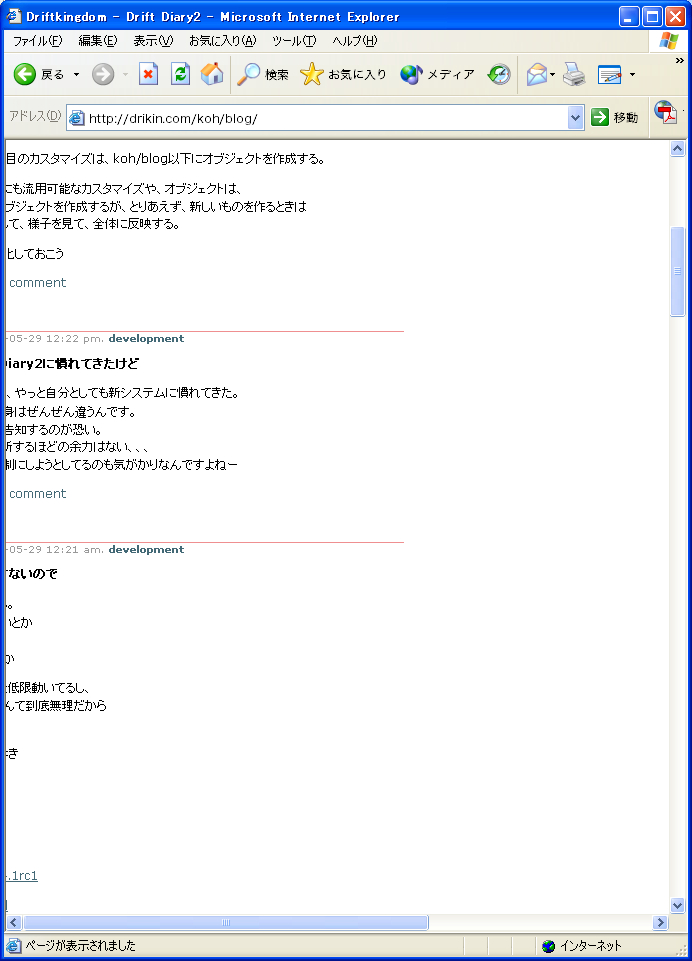 Driftkingdom - Drift Diary2 - Microsoft Internet Explorer
ファイル(F) 編集(E) 表示(V) お気に入り(A) ツール(T) ヘルプ(H)
戻る 検索 お気に入り メディア
アドレス(D) http://drikin.com/koh/blog/ 移動
目のカスタマイズは、koh/blog以下にオブジェクトを作成する。
にも流用可能なカスタマイズや、オブジェクトは、
ブジェクトを作成するが、とりあえず、新しいものを作るときは
して、様子を見て、全体に反映する。
としておこう
comment
-05-29 12:22 pm. development
Diary2に慣れてきたけど
、やっと自分としても新システムに慣れてきた。
身はぜんぜん違うんです。
告知するのが恐い。
するほどの余力はない、、、
制にしようとしてるのも気がかりなんですよねー
comment
-05-29 12:21 am. development
ないので
。
いとか
か
低限動いてるし、
んて到底無理だから
き
.1rc1
ページが表示されました インターネット